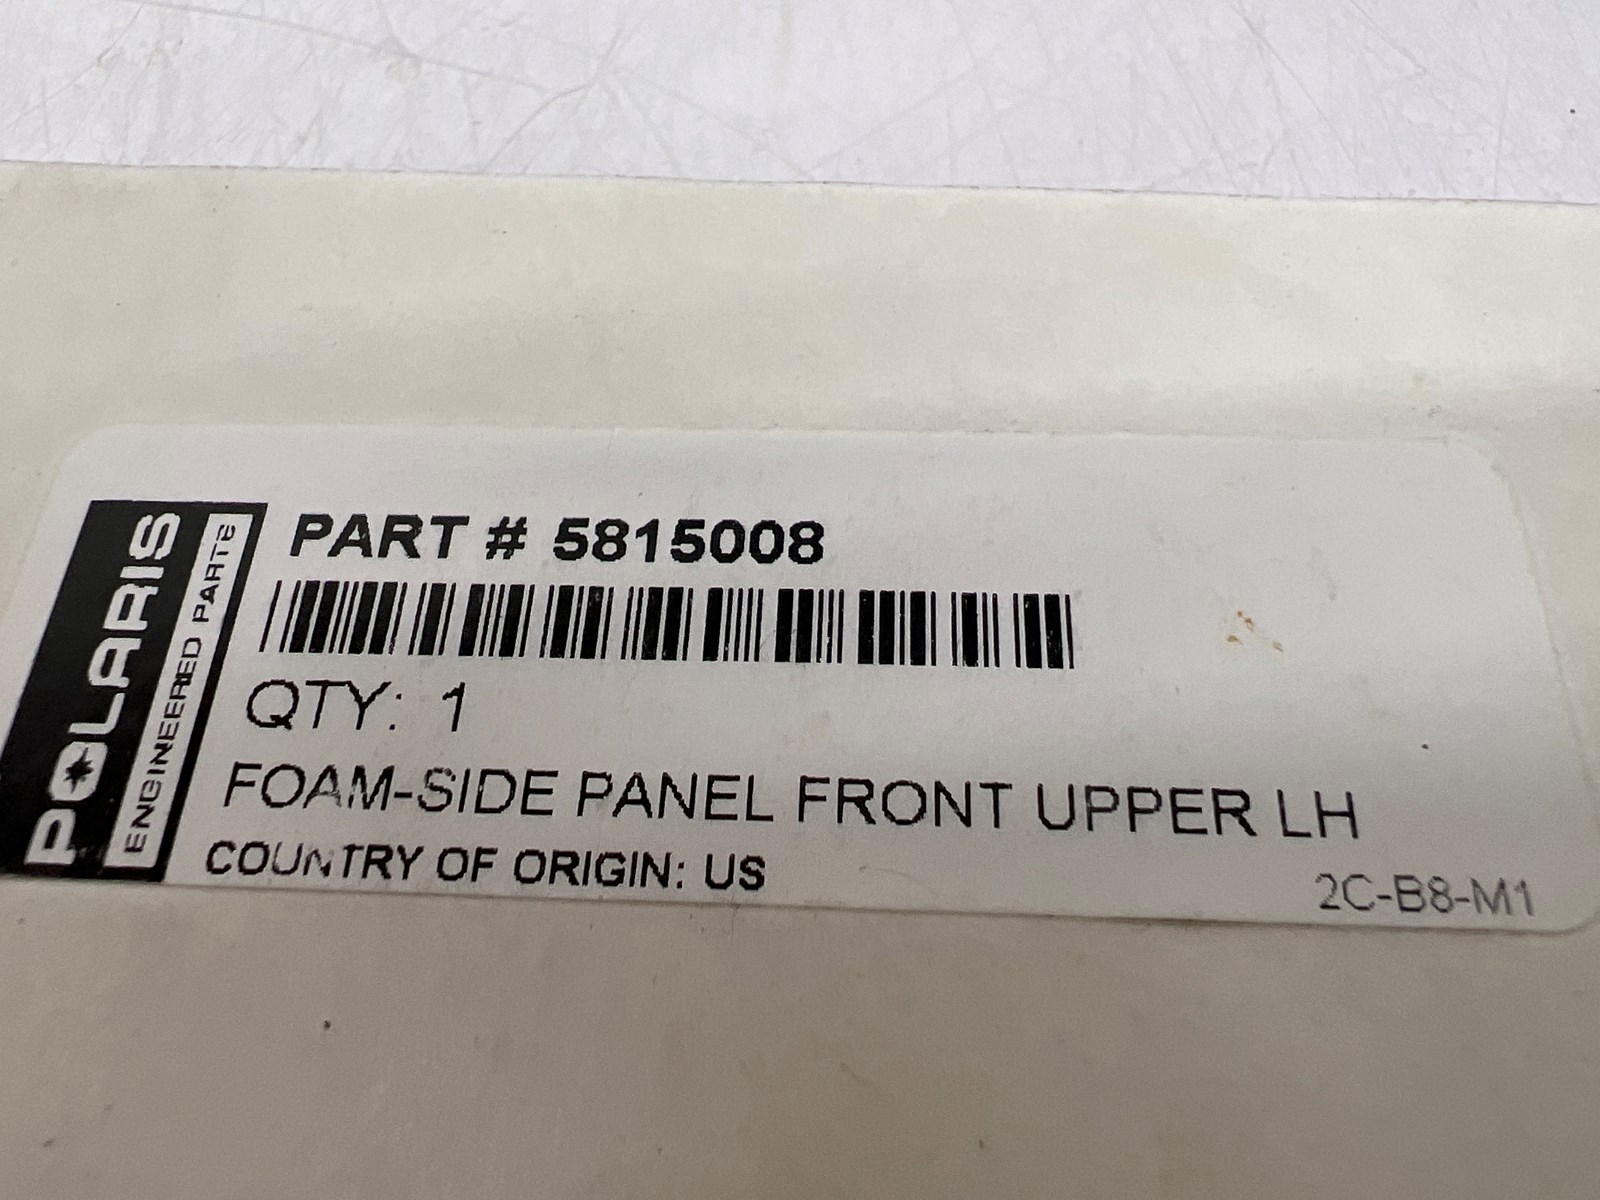 POLARIS
ENGINEERED PARTS
PART # 5815008
QTY: 1
FOAM-SIDE PANEL FRONT UPPER LH
COUNTRY OF ORIGIN: US
2C-B8-M1